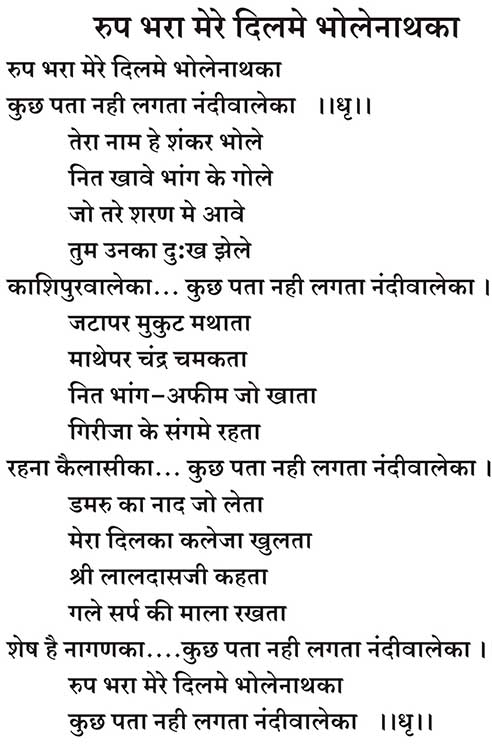 रुप भरा मेरे दिलमे भोलेनाथका
रुप भरा मेरे दिलमे भोलेनाथका
कुछ पता नही लगता नंदीवालेका ।।धृ।।
तेरा नाम हे शंकर भोले
नित खावे भांग के गोले
जो तरे शरण मे आवे
तुम उनका दुःख झेले
काशिपुरवालेका... कुछ पता नही लगता नंदीवालेका ।
जटापर मुकुट मथाता
माथेपर चंद्र चमकता
नित भांग-अफीम जो खाता
गिरीजा के संगमे रहता
रहना कैलासीका... कुछ पता नही लगता नंदीवालेका ।
डमरु का नाद जो लेता
मेरा दिलका कलेजा खुलता
श्री लालदासजी कहता
गले सर्प की माला रखता
शेष है नागणका....कुछ पता नही लगता नंदीवालेका ।
रुप भरा मेरे दिलमे भोलेनाथका
कुछ पता नही लगता नंदीवालेका ।।धृ।।